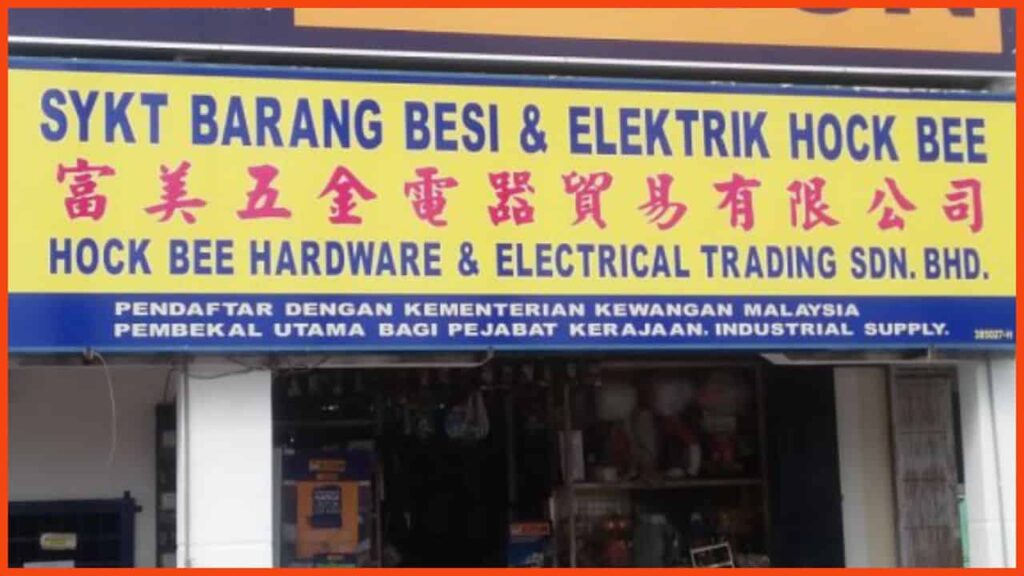 SYKT BARANG BESI & ELEKTRIK HOCK BEE
富美五金電器貿易有限公司
HOCK BEE HARDWARE & ELECTRICAL TRADING SDN. BHD.
PENDAFTAR DENGAN KEMENTERIAN KEWANGAN MALAYSIA
PEMBEKAL UTAMA BAGI PEJABAT KERAJAAN. INDUSTRIAL SUPPLY.
385027-H